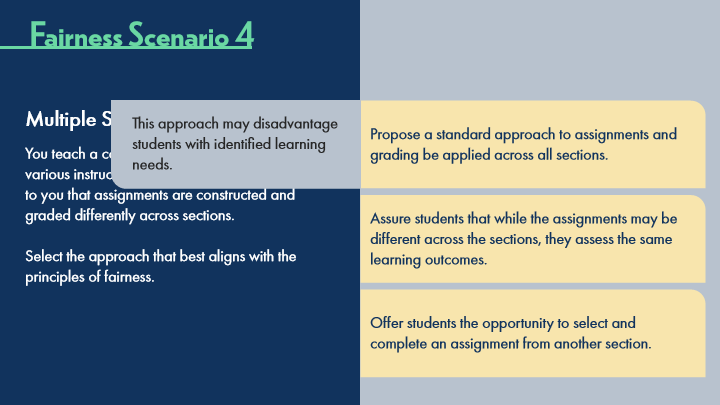 Fairness Scenario 4
Multiple
You teach a
various
to you that assignments are constructed and
graded differently across sections.
Select the approach that best aligns with the
principles of fairness.
This approach may disadvantage
students with identified learning
needs.
Propose a standard approach to assignments and
grading be applied across all sections.
Assure students that while the assignments may be
different across the sections, they assess the same
learning outcomes.
Offer students the opportunity to select and
complete an assignment from another section.